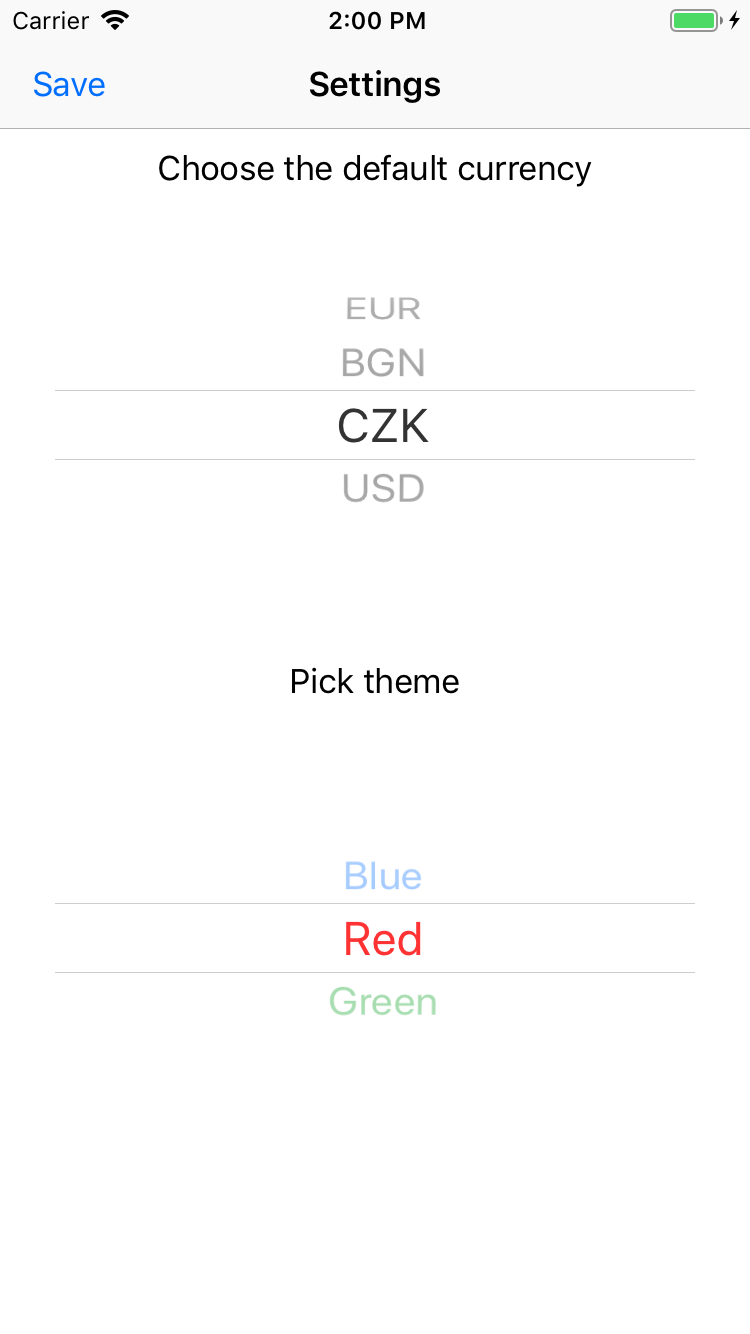 Carrier 2:00 PM
Save Settings
Choose the default currency
EUR
BGN
CZK
USD
Pick theme
Blue
Red
Green